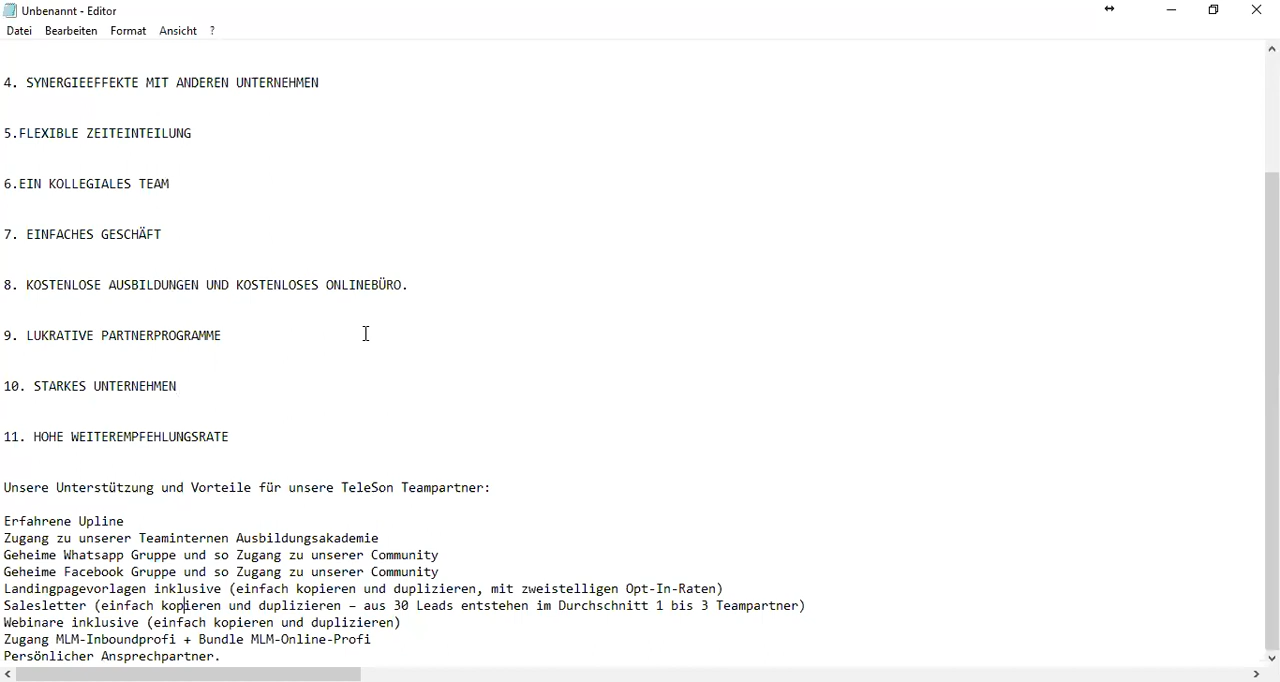 Unbenannt - Editor
Datei Bearbeiten Format Ansicht ?
4. SYNERGIEEFFEKTE MIT ANDEREN UNTERNEHMEN
5.FLEXIBLE ZEITEINTEILUNG
6.EIN KOLLEGIALES TEAM
7. EINFACHES GESCHÄFT
8. KOSTENLOSE AUSBILDUNGEN UND KOSTENLOSES ONLINEBÜRO.
9. LUKRATIVE PARTNERPROGRAMME
10. STARKES UNTERNEHMEN
11. HOHE WEITEREMPFEHLUNGSRATE
Unsere Unterstützung und Vorteile für unsere TeleSon Teampartner:
Erfahrene Upline
Zugang zu unserer Teaminternen Ausbildungsakademie
Geheime Whatsapp Gruppe und so Zugang zu unserer Community
Geheime Facebook Gruppe und so Zugang zu unserer Community
Landingpagevorlagen inklusive (einfach kopieren und duplizieren, mit zweistelligen Opt-In-Raten)
Salesletter (einfach kopieren und duplizieren – aus 30 Leads entstehen im Durchschnitt 1 bis 3 Teampartner)
Webinare inklusive (einfach kopieren und duplizieren)
Zugang MLM-Inboundprofi + Bundle MLM-Online-Profi
Persönlicher Ansprechpartner.